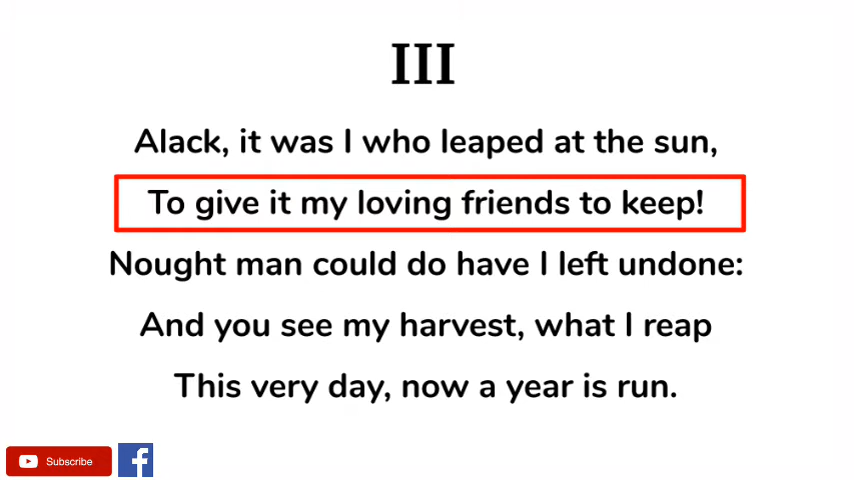 III
Alack, it was I who leaped at the sun,
To give it my loving friends to keep!
Nought man could do have I left undone:
And you see my harvest, what I reap
This very day, now a year is run.
Subscribe
f